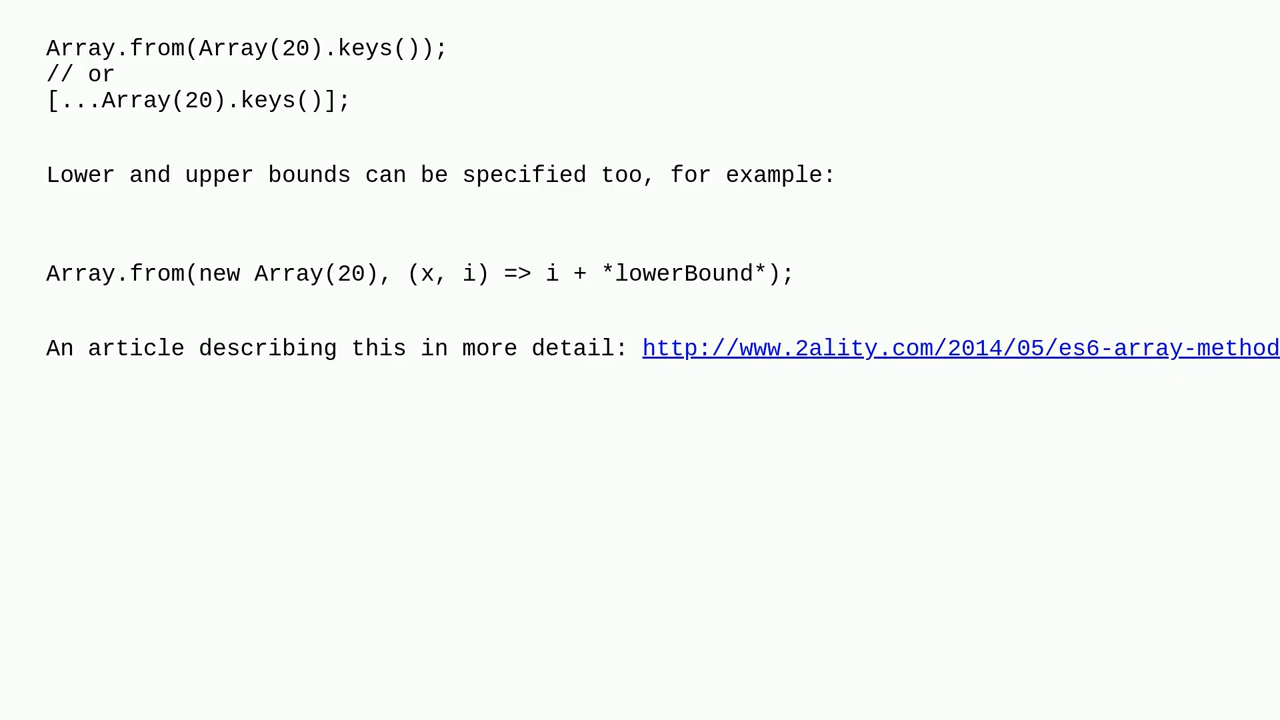 Array.from(Array(20).keys());
// or
[...Array(20).keys()];
Lower and upper bounds can be specified too, for example:
Array.from(new Array(20), (x, i) => i + *lowerBound*);
An article describing this in more detail: http://www.2ality.com/2014/05/es6-array-method